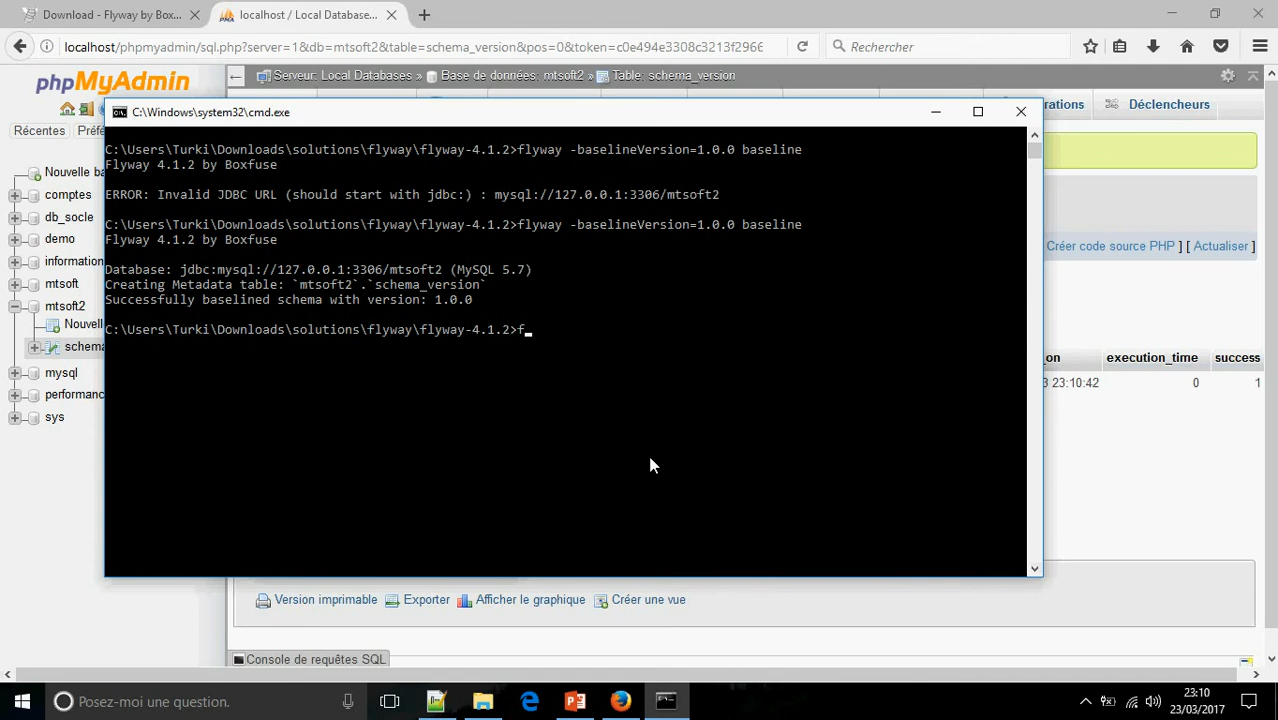 Download - Flyway by Box...
localhost / Local Database...
localhost/phpmyadmin/sql.php?server=1&db=mtsoft2&table=schema_version&pos=0&token=c0e494e3308c3213f2966
Rechercher
phpMyAdmin
Serveur: Local Databases » Base de données: mtsoft2 » Table: schema_version
Récentes
Préfé
orations
Déclencheurs
C:\Windows\system32\cmd.exe
C:\Users\Turki\Downloads\solutions\flyway\flyway-4.1.2>flyway -baselineVersion=1.0.0 baseline
Flyway 4.1.2 by Boxfuse
ERROR: Invalid JDBC URL (should start with jdbc:) : mysql://127.0.0.1:3306/mtsoft2
C:\Users\Turki\Downloads\solutions\flyway\flyway-4.1.2>flyway -baselineVersion=1.0.0 baseline
Flyway 4.1.2 by Boxfuse
Database: jdbc:mysql://127.0.0.1:3306/mtsoft2 (MySQL 5.7)
Creating Metadata table: `mtsoft2`.`schema_version`
Successfully baselined schema with version: 1.0.0
C:\Users\Turki\Downloads\solutions\flyway\flyway-4.1.2>f_
Nouvelle ba
comptes
db_socle
demo
information
mtsoft
mtsoft2
Nouvell
schema
mysql
performanc
sys
Créer code source PHP ] [ Actualiser ]
_on execution_time success
3 23:10:42 0 1
Version imprimable Exporter Afficher le graphique Créer une vue
Console de requêtes SQL
Posez-moi une question.
23:10
23/03/2017